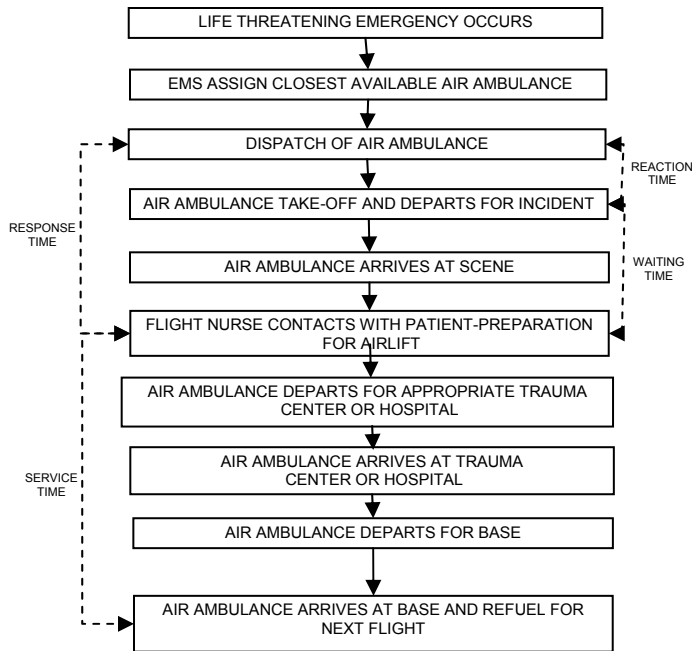 LIFE THREATENING EMERGENCY OCCURS
EMS ASSIGN CLOSEST AVAILABLE AIR AMBULANCE
DISPATCH OF AIR AMBULANCE
REACTION
TIME
AIR AMBULANCE TAKE-OFF AND DEPARTS FOR INCIDENT
RESPONSE
TIME
AIR AMBULANCE ARRIVES AT SCENE
WAITING
TIME
FLIGHT NURSE CONTACTS WITH PATIENT-PREPARATION
FOR AIRLIFT
AIR AMBULANCE DEPARTS FOR APPROPRIATE TRAUMA
CENTER OR HOSPITAL
AIR AMBULANCE ARRIVES AT TRAUMA
CENTER OR HOSPITAL
SERVICE
TIME
AIR AMBULANCE DEPARTS FOR BASE
AIR AMBULANCE ARRIVES AT BASE AND REFUEL FOR
NEXT FLIGHT